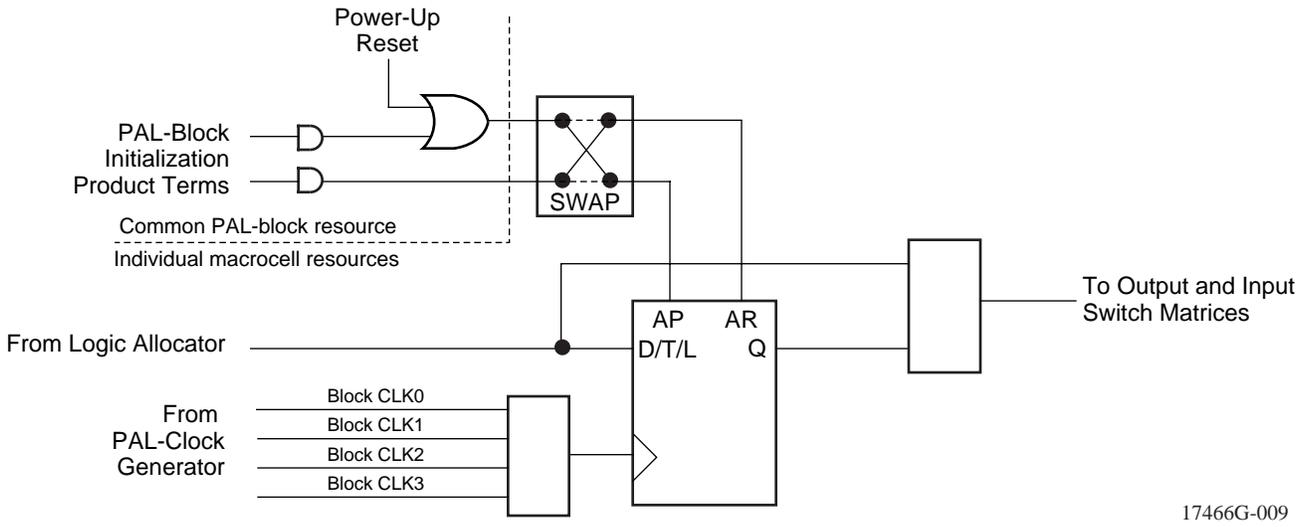 Power-Up
Reset
PAL-Block
Initialization
Product Terms
SWAP
Common PAL-block resource
Individual macrocell resources
To Output and Input
Switch Matrices
AP AR
From Logic Allocator
D/T/L Q
From
PAL-Clock
Generator
Block CLK0
Block CLK1
Block CLK2
Block CLK3
17466G-009